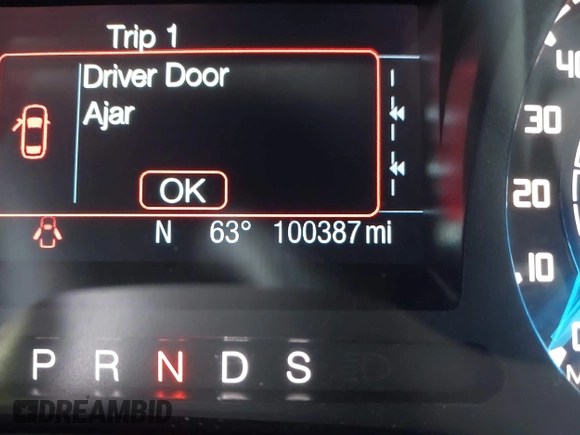 Trip 1
Driver Door
Ajar
OK
N 63° 100387 mi
40
30
20
10
P R N D S
DREAMBID